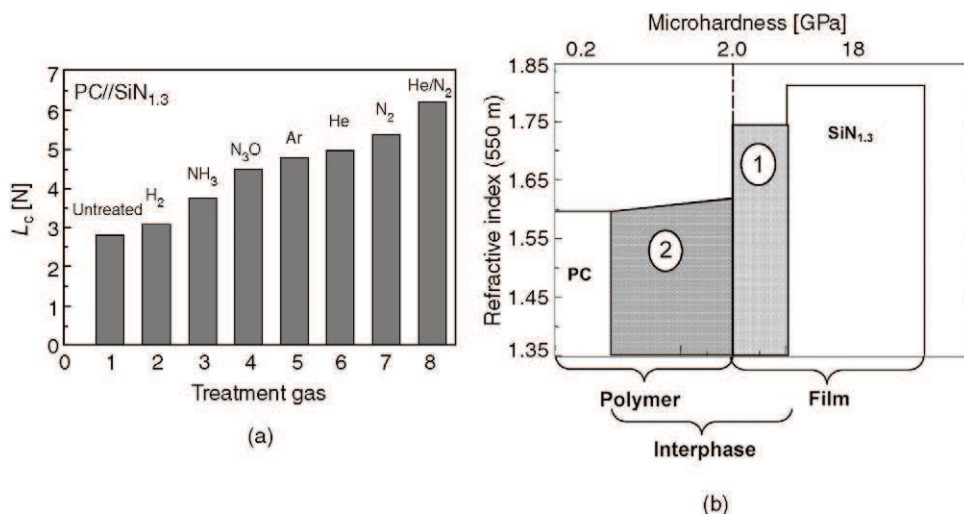 7
6
5
4
3
2
1
0
L_c [N]
PC//SiN1.3
Untreated
H2
NH3
N3O
Ar
He
N2
He/N2
0 1 2 3 4 5 6 7 8
Treatment gas
(a)
Microhardness [GPa]
0.2 2.0 18
Refractive index (550 m)
1.85
1.75
1.65
1.55
1.45
1.35
PC
2
1
SiN1.3
Polymer
Film
Interphase
(b)